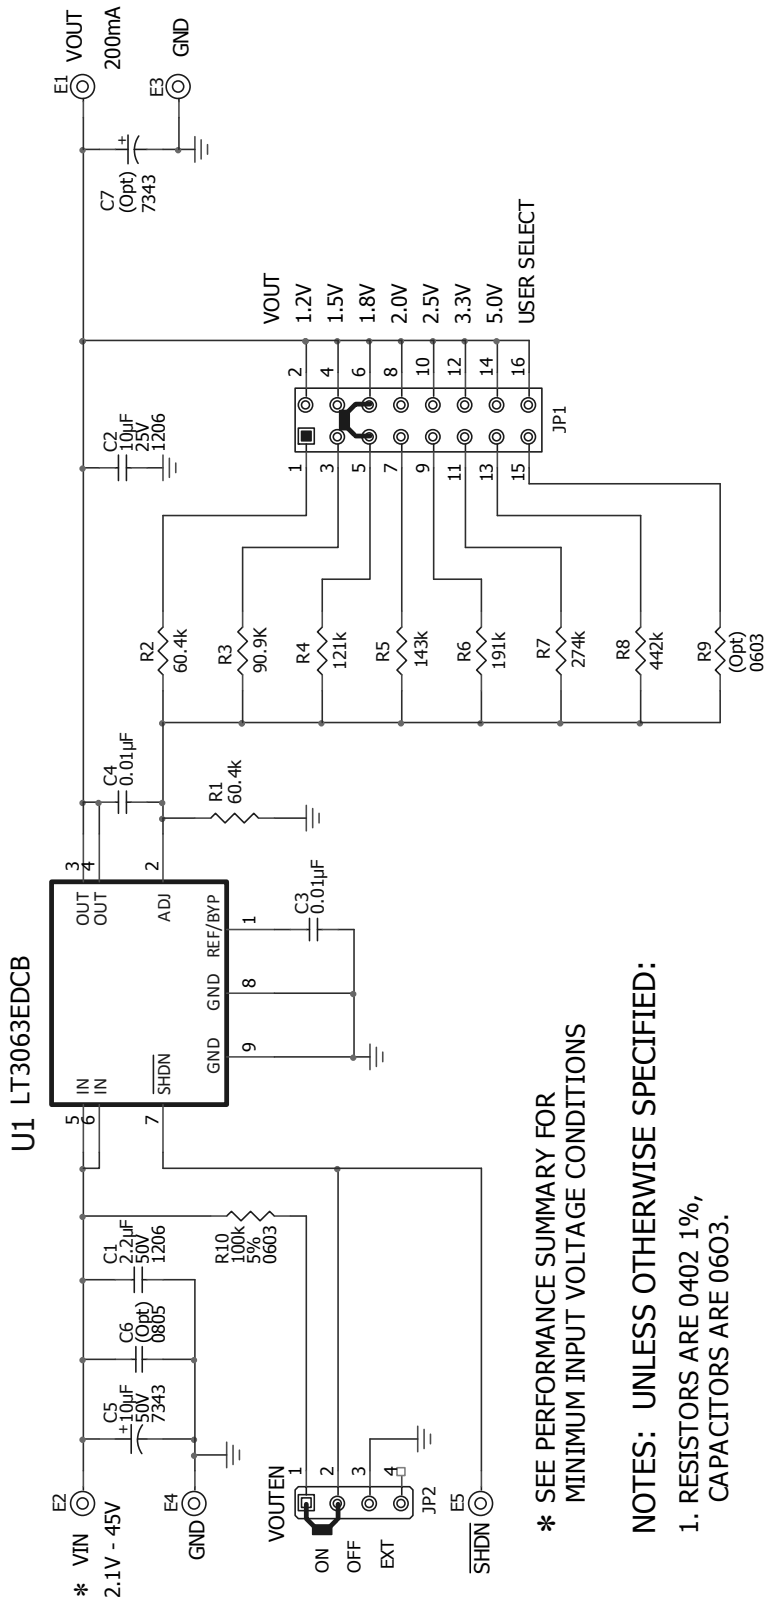 U1 LT3063EDCB
* VIN
2.1V - 45V
E2
E4
GND
C5
+
10µF
50V
7343
C6
(Opt)
0805
C1
2.2µF
50V
1206
R10
100k
5%
0603
VOUTEN
ON
OFF
EXT
1
2
3
4
JP2
E5
SHDN
5
6
7
IN
IN
SHDN
OUT
OUT
ADJ
GND
GND
REF/BYP
3
4
2
9
8
1
C3
0.01µF
C4
0.01µF
R1
60.4k
R2
60.4k
R3
90.9K
R4
121k
R5
143k
R6
191k
R7
274k
R8
442k
R9
(Opt)
0603
C2
10µF
25V
1206
VOUT
1 2 1.2V
3 4 1.5V
5 6 1.8V
7 8 2.0V
9 10 2.5V
11 12 3.3V
13 14 5.0V
15 16 USER SELECT
JP1
C7
(Opt)
7343
+
E1
VOUT
200mA
E3
GND
* SEE PERFORMANCE SUMMARY FOR
MINIMUM INPUT VOLTAGE CONDITIONS
NOTES: UNLESS OTHERWISE SPECIFIED:
1. RESISTORS ARE 0402 1%,
CAPACITORS ARE 06O3.